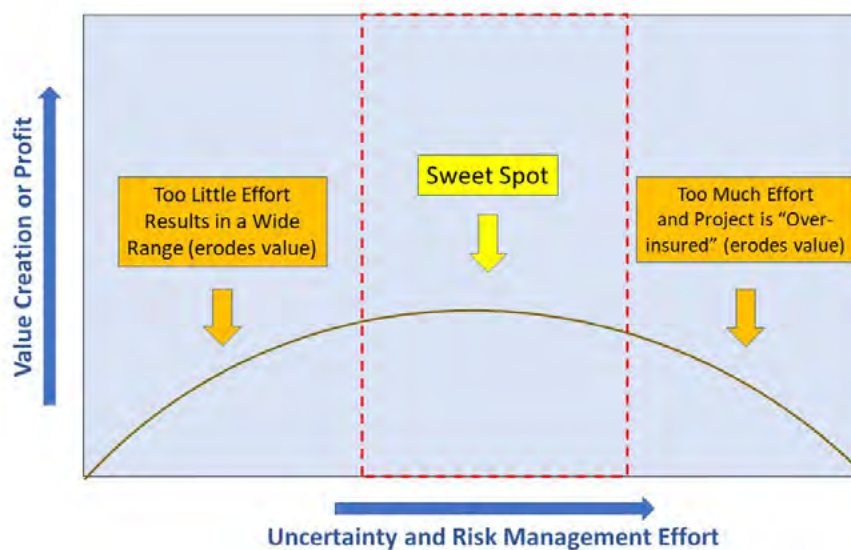 Value Creation or Profit
Too Little Effort
Results in a Wide
Range (erodes value)
Sweet Spot
Too Much Effort
and Project is “Over-
insured” (erodes value)
Uncertainty and Risk Management Effort